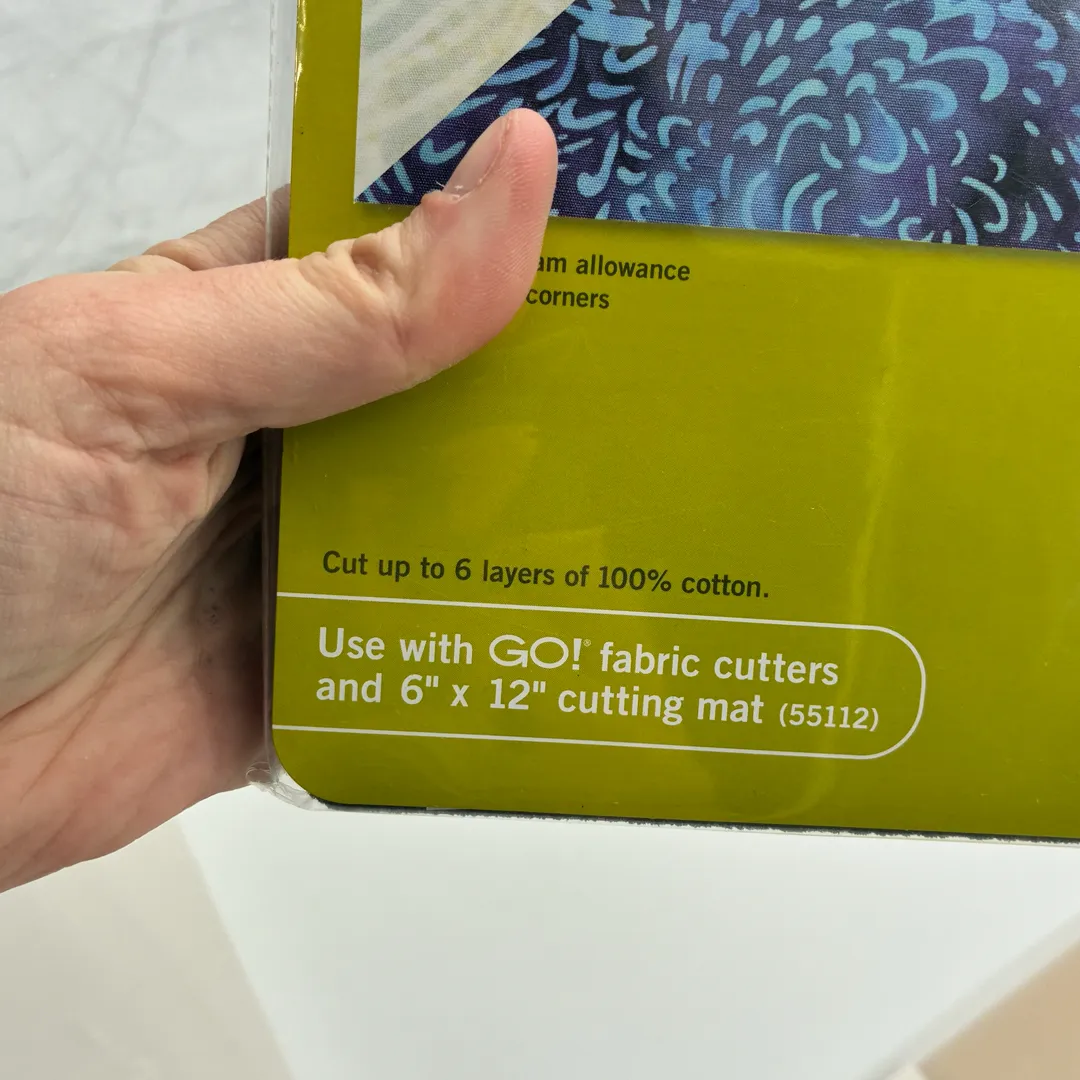 allowance
corners
Cut up to 6 layers of 100% cotton.
Use with GO!® fabric cutters
and 6" x 12" cutting mat (55112)